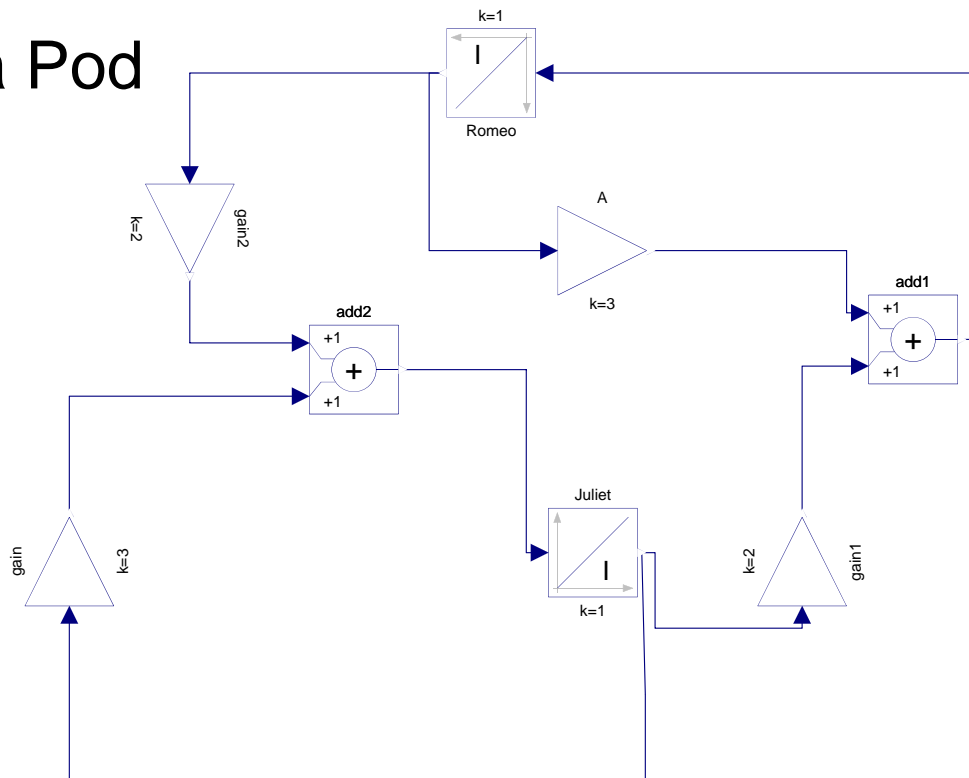 k=1
Pod
I
Romeo
k=2
gain2
A
k=3
add1
+1
+
+1
add2
+1
+
+1
Juliet
I
k=1
gain
k=3
k=2
gain1